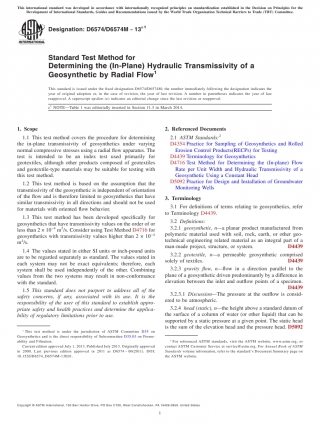 This international standard was developed in accordance with internationally recognized principles on standardization established in the Decision on Principles for the
Development of International Standards, Guides and Recommendations issued by the World Trade Organization Technical Barriers to Trade (TBT) Committee.
Designation: D6574/D6574M – 13ε1
Standard Test Method for
Determining the (In-Plane) Hydraulic Transmissivity of a
Geosynthetic by Radial Flow1
This standard is issued under the fixed designation D6574/D6574M; the number immediately following the designation indicates the
year of original adoption or, in the case of revision, the year of last revision. A number in parentheses indicates the year of last
reapproval. A superscript epsilon (ε) indicates an editorial change since the last revision or reapproval.
ε1 NOTE—Table 1 was editorially inserted in Section 11.5 in March 2014.
1. Scope
1.1 This test method covers the procedure for determining
the in-plane transmissivity of geosynthetics under varying
normal compressive stresses using a radial flow apparatus. The
test is intended to be an index test used primarily for
geotextiles, although other products composed of geotextiles
and geotextile-type materials may be suitable for testing with
this test method.
1.2 This test method is based on the assumption that the
transmissivity of the geosynthetic is independent of orientation
of the flow and is therefore limited to geosynthetics that have
similar transmissivity in all directions and should not be used
for materials with oriented flow behavior.
1.3 This test method has been developed specifically for
geosynthetics that have transmissivity values on the order of or
less than 2 × 10
m2/s. Consider using Test Method D4716 for
geosynthetics with transmissivity values higher than 2 × 10
m2/s.
1.4 The values stated in either SI units or inch-pound units
are to be regarded separately as standard. The values stated in
each system may not be exact equivalents; therefore, each
system shall be used independently of the other. Combining
values from the two systems may result in non-conformance
with the standard.
1.5 This standard does not purport to address all of the
safety concerns, if any, associated with its use. It is the
responsibility of the user of this standard to establish appro-
priate safety and health practices and determine the applica-
bility of regulatory limitations prior to use.
1 This test method is under the jurisdiction of ASTM Committee D35 on
Geosynthetics and is the direct responsibility of Subcommittee D35.03 on Perme-
ability and Filtration.
Current edition approved July 1, 2013. Published July 2013. Originally approved
in 2000. Last previous edition approved in 2011 as D6574
2. Referenced Documents
2.1 ASTM Standards:2
D4354 Practice for Sampling of Geosynthetics and Rolled
Erosion Control Products(RECPs) for Testing
D4439 Terminology for Geosynthetics
D4716 Test Method for Determining the (In-plane) Flow
Rate per Unit Width and Hydraulic Transmissivity of a
Geosynthetic Using a Constant Head
D5092 Practice for Design and Installation of Groundwater
Monitoring Wells
3. Terminology
3.1 For definitions of terms relating to geosynthetics, refer
to Terminology D4439.
3.2 Definitions:
3.2.1 geosynthetic, n—a planar product manufactured from
polymeric material used with soil, rock, earth, or other geo-
technical engineering related material as an integral part of a
man-made project, structure, or system. D4439
3.2.2 geotextile, n—a permeable geosynthetic comprised
solely of textiles. D4439
3.2.3 gravity flow, n—flow in a direction parallel to the
plane of a geosynthetic driven predominantly by a difference in
elevation between the inlet and outflow points of a specimen.
D4439
3.2.3.1 Discussion—The pressure at the outflow is consid-
ered to be atmospheric.
3.2.4 head (static), n—the height above a standard datum of
the surface of a column of water (or other liquid) that can be
supported by a static pressure at a given point. The static head
is the sum of the elevation head and the pressure head. D5092
2 For referenced ASTM standards, visit the ASTM website, www.astm.org, or
contact ASTM Customer Service at service@astm.org. For Annual Book of ASTM
Standards volume information, refer to the standard's Document Summary page on
the ASTM website.
Copyright © ASTM International, 100 Barr Harbor Drive, PO Box C700, West Conshohocken, PA 19428-2959. United States
1